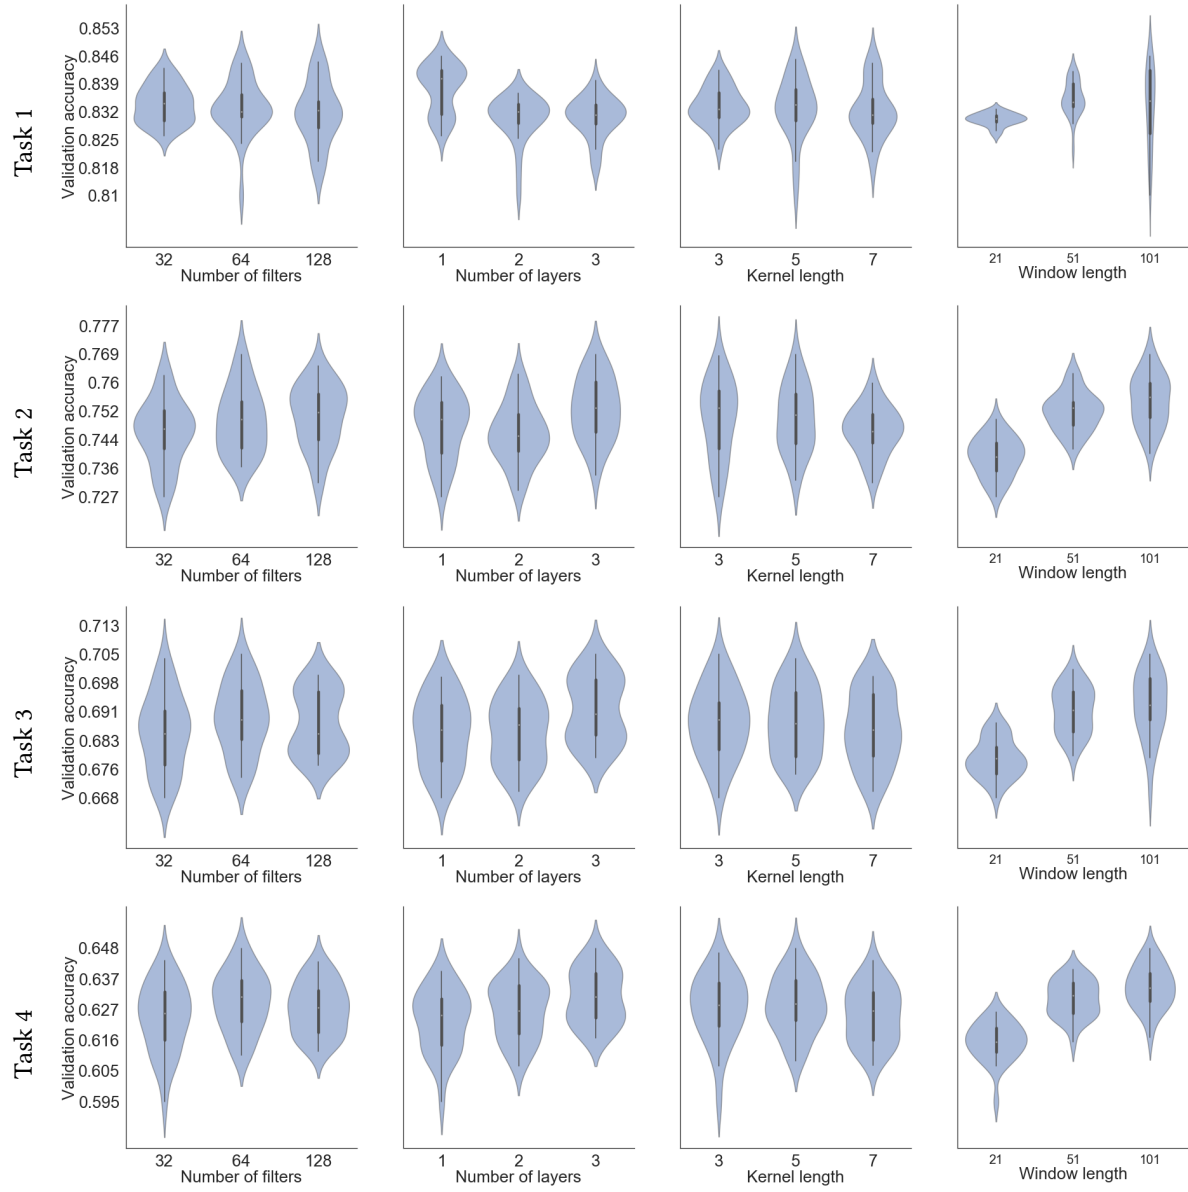 Task 1
Validation accuracy
0.853
0.846
0.839
0.832
0.825
0.818
0.81
32 64 128
Number of filters
1 2 3
Number of layers
3 5 7
Kernel length
21 51 101
Window length
Task 2
Validation accuracy
0.777
0.769
0.76
0.752
0.744
0.736
0.727
32 64 128
Number of filters
1 2 3
Number of layers
3 5 7
Kernel length
21 51 101
Window length
Task 3
Validation accuracy
0.713
0.705
0.698
0.691
0.683
0.676
0.668
32 64 128
Number of filters
1 2 3
Number of layers
3 5 7
Kernel length
21 51 101
Window length
Task 4
Validation accuracy
0.648
0.637
0.627
0.616
0.605
0.595
32 64 128
Number of filters
1 2 3
Number of layers
3 5 7
Kernel length
21 51 101
Window length